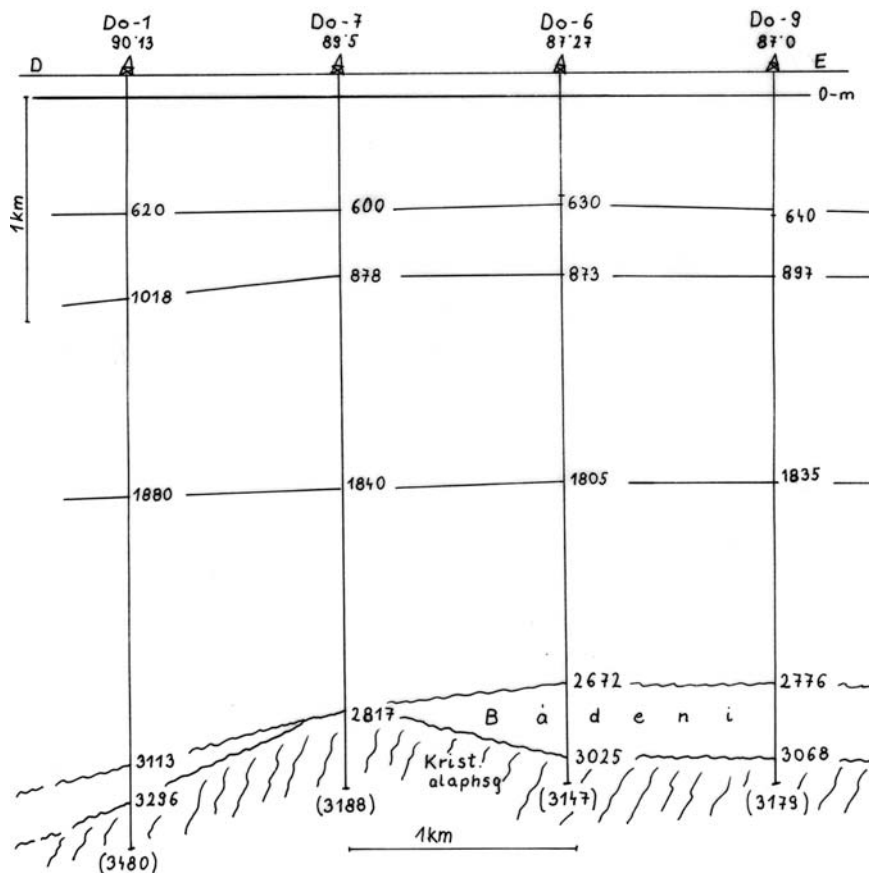 Do-1 Do-7 Do-6 Do-9
90'13 89'5 87'27 87'0
D E
0-m
1km
620 600 630 640
1018 878 873 897
1880 1840 1805 1835
2672 2776
2817 Bádeni
3113 3025 3068
Krist.
alaphsg
3296 (3188) (3147) (3179)
1km
(3480)